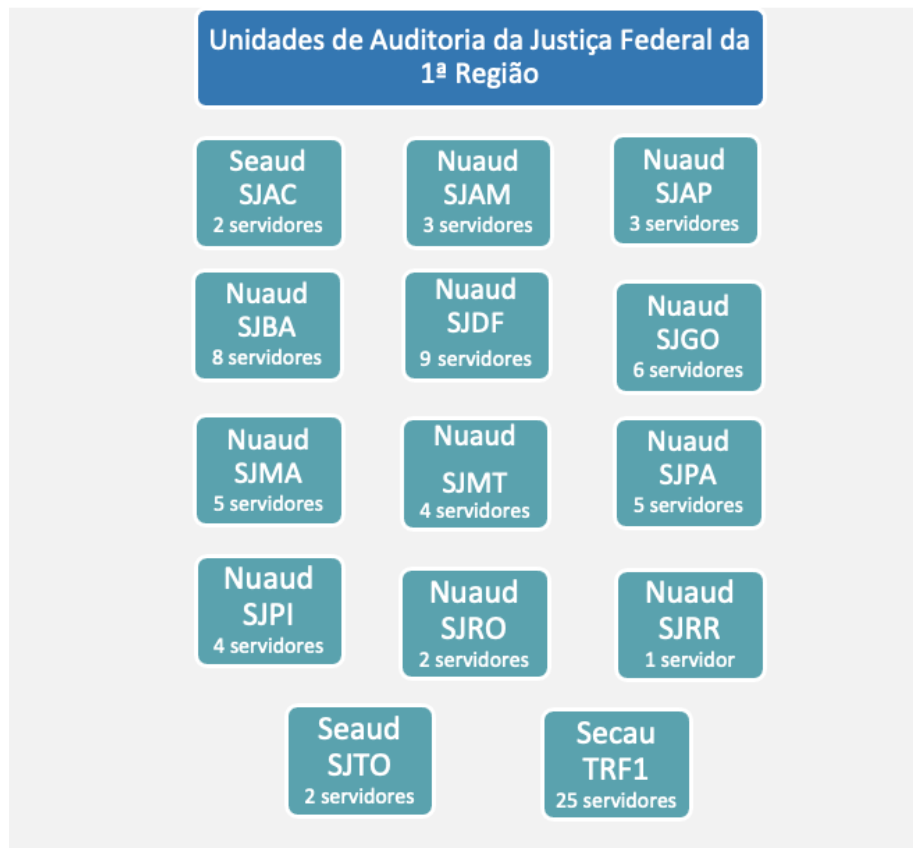 Unidades de Auditoria da Justiça Federal da
1ª Região
Seaud
SJAC
2 servidores
Nuaud
SJAM
3 servidores
Nuaud
SJAP
3 servidores
Nuaud
SJBA
8 servidores
Nuaud
SJDF
9 servidores
Nuaud
SJGO
6 servidores
Nuaud
SJMA
5 servidores
Nuaud
SJMT
4 servidores
Nuaud
SJPA
5 servidores
Nuaud
SJPI
4 servidores
Nuaud
SJRO
2 servidores
Nuaud
SJRR
1 servidor
Seaud
SJTO
2 servidores
Secau
TRF1
25 servidores